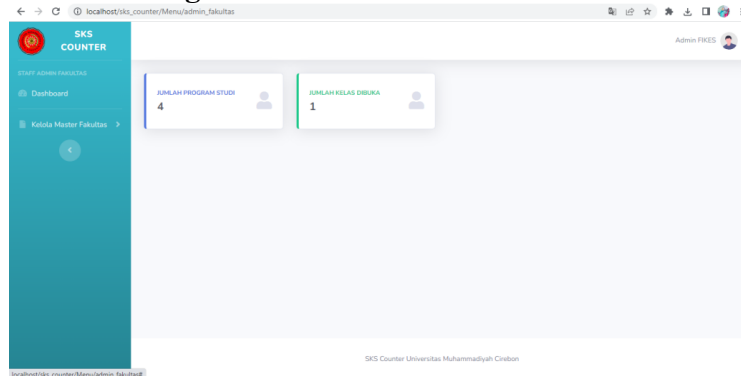 localhost/sks_counter/Menu/admin_fakultas
SKS
COUNTER
Admin FIKES
STAFF ADMIN FAKULTAS
Dashboard
Kelola Master Fakultas
JUMLAH PROGRAM STUDI
4
JUMLAH KELAS DIBUKA
1
SKS Counter Universitas Muhammadiyah Cirebon
localhost/sks_counter/Menu/admin_fakultas#